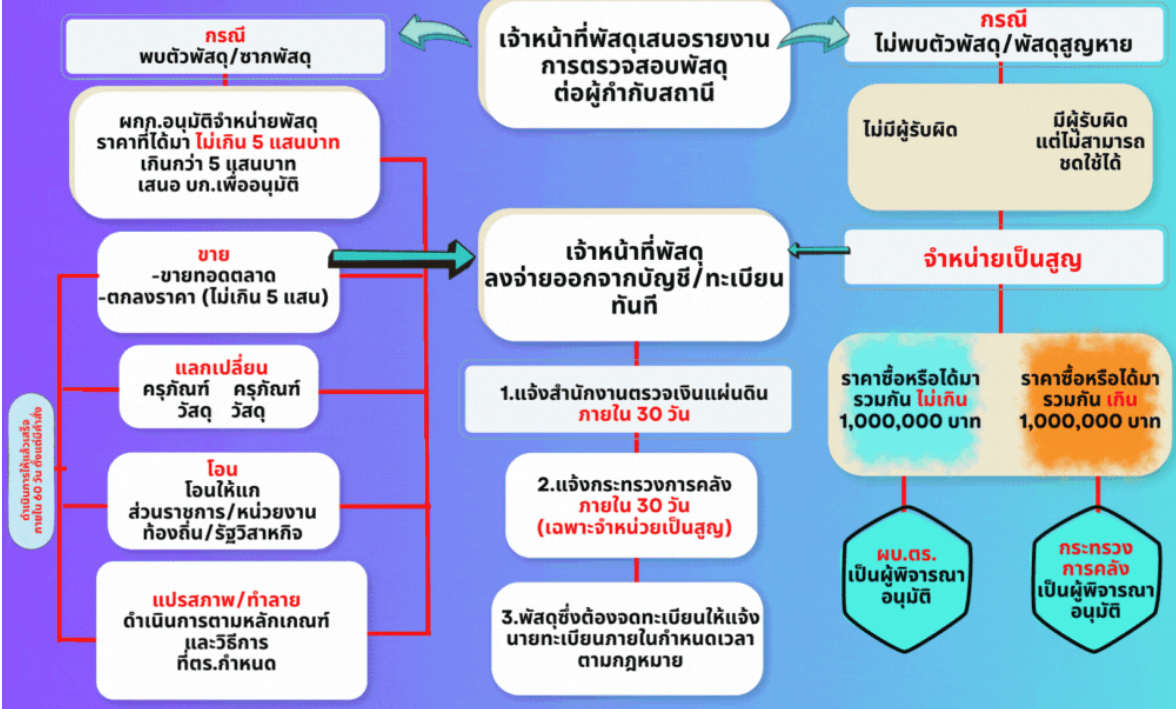 เจ้าหน้าที่พัสดุเสนอรายงาน
การตรวจสอบพัสดุ
ต่อผู้กำกับสถานี
กรณี
พบตัวพัสดุ/ซากพัสดุ
ผกก.อนุมัติจำหน่ายพัสดุ
ราคาที่ได้มา ไม่เกิน 5 แสนบาท
เกินกว่า 5 แสนบาท
เสนอ บก.เพื่ออนุมัติ
ขาย
-ขายทอดตลาด
-ตกลงราคา (ไม่เกิน 5 แสน)
แลกเปลี่ยน
ครุภัณฑ์ ครุภัณฑ์
วัสดุ วัสดุ
โอน
โอนให้แก
ส่วนราชการ/หน่วยงาน
ท้องถิ่น/รัฐวิสาหกิจ
แปรสภาพ/ทำลาย
ดำเนินการตามหลักเกณฑ์
และวิธีการ
ที่ตร.กำหนด
ดำเนินการให้แล้วเสร็จ
ภายใน 60 วัน ตั้งแต่มีคำสั่ง
เจ้าหน้าที่พัสดุ
ลงจ่ายออกจากบัญชี/ทะเบียน
ทันที
1.แจ้งสำนักงานตรวจเงินแผ่นดิน
ภายใน 30 วัน
2.แจ้งกระทรวงการคลัง
ภายใน 30 วัน
(เฉพาะจำหน่วยเป็นสูญ)
3.พัสดุซึ่งต้องจดทะเบียนให้แจ้ง
นายทะเบียนภายในกำหนดเวลา
ตามกฎหมาย
กรณี
ไม่พบตัวพัสดุ/พัสดุสูญหาย
ไม่มีผู้รับผิด
มีผู้รับผิด
แต่ไม่สามารถ
ชดใช้ได้
จำหน่ายเป็นสูญ
ราคาซื้อหรือได้มา
รวมกัน ไม่เกิน
1,000,000 บาท
ราคาซื้อหรือได้มา
รวมกัน เกิน
1,000,000 บาท
ผบ.ตร.
เป็นผู้พิจารณา
อนุมัติ
กระทรวง
การคลัง
เป็นผู้พิจารณา
อนุมัติ